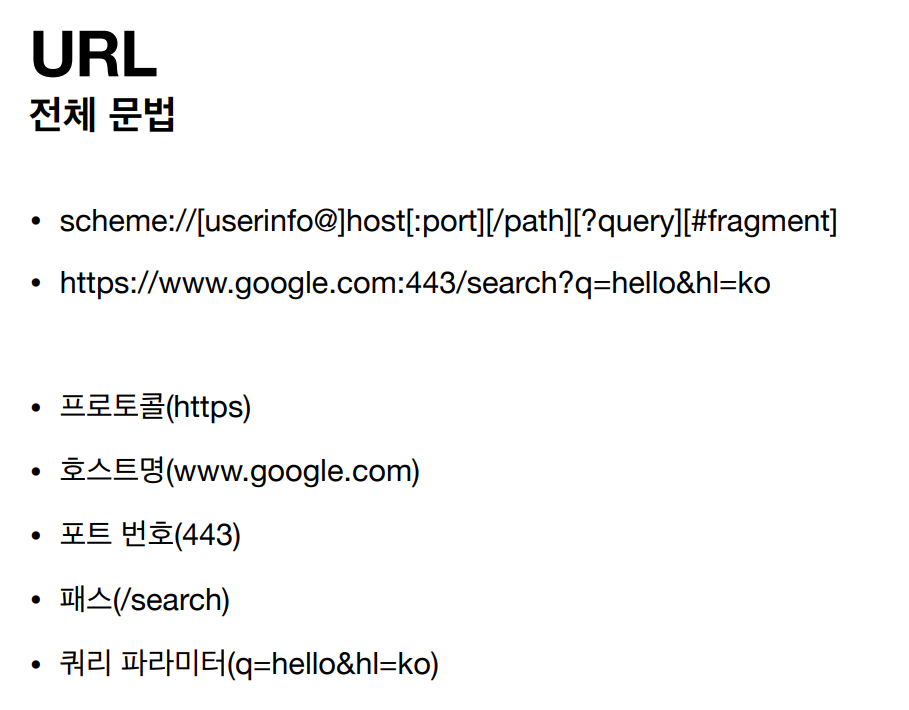 URL
전체 문법
• scheme://[userinfo@]host[:port][/path][?query][#fragment]
• https://www.google.com:443/search?q=hello&hl=ko
• 프로토콜(https)
• 호스트명(www.google.com)
• 포트 번호(443)
• 패스(/search)
• 쿼리 파라미터(q=hello&hl=ko)